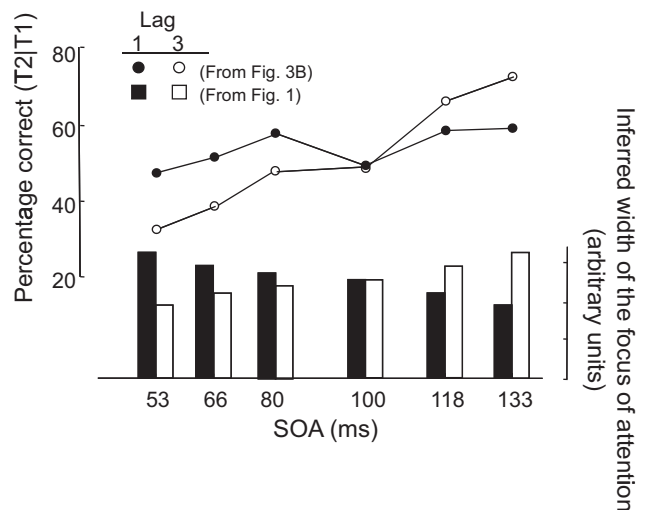 Percentage correct (T2|T1)
80
60
40
20
Lag
1 3
(From Fig. 3B)
(From Fig. 1)
53 66 80 100 118 133
SOA (ms)
Inferred width of the focus of attention
(arbitrary units)